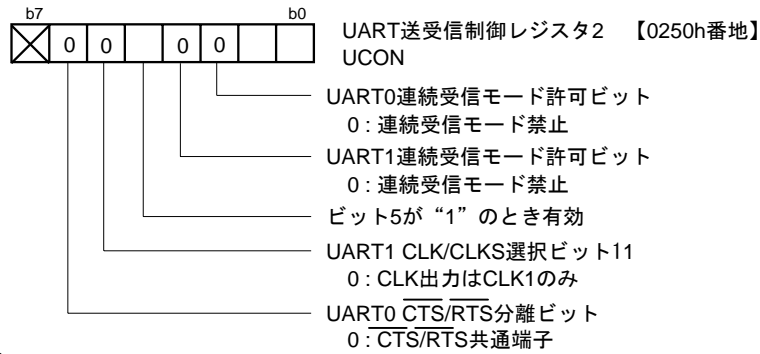 b7 b0
0 0 0 0
UART送受信制御レジスタ2 【0250h番地】
UCON
UART0連続受信モード許可ビット
0 : 連続受信モード禁止
UART1連続受信モード許可ビット
0 : 連続受信モード禁止
ビット5が“1”のとき有効
UART1 CLK/CLKS選択ビット11
0 : CLK出力はCLK1のみ
UART0 CTS/RTS分離ビット
0 : CTS/RTS共通端子